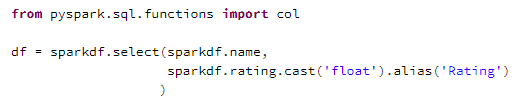 from pyspark.sql.functions import col
df = sparkdf.select(sparkdf.name,
sparkdf.rating.cast('float').alias('Rating')
)